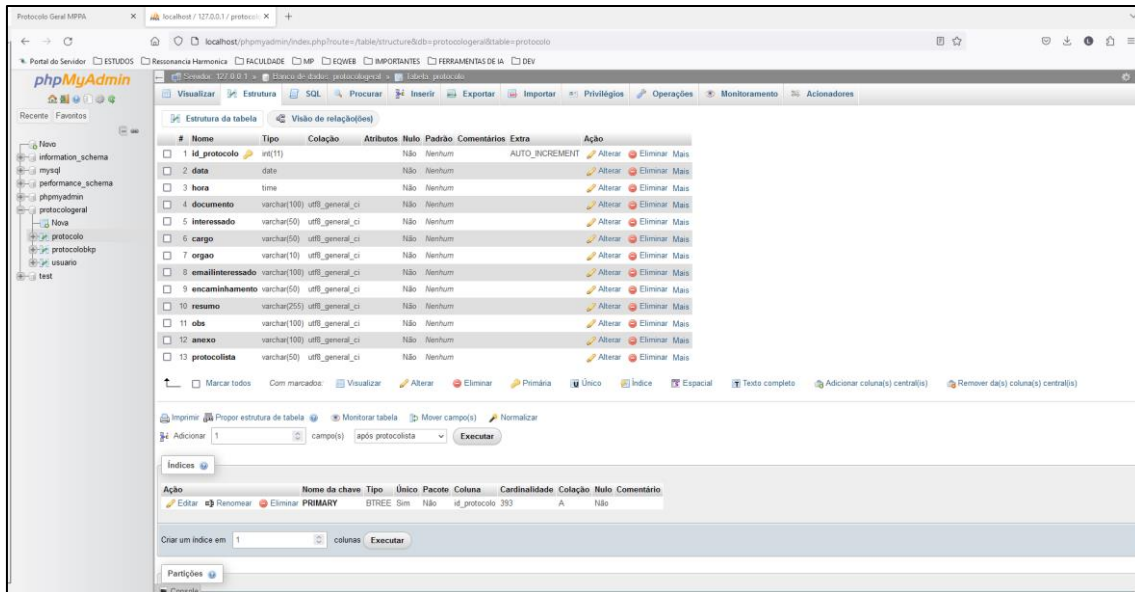 Protocolo Geral MPPA
localhost / 127.0.0.1 / protocol
localhost/phpmyadmin/index.php?route=/table/structure&db=protocologeral&table=protocolo
Portal do Servidor ESTUDOS Ressonancia Harmonica FACULDADE MP EQWEB IMPORTANTES FERRAMENTAS DE IA DEV
phpMyAdmin
Recente Favoritos
Nova
information_schema
mysql
performance_schema
phpmyadmin
protocologeral
Nova
protocolo
protocolobkp
usuario
test
Servidor: 127.0.0.1 » Banco de dados: protocologeral » Tabela: protocolo
Visualizar Estrutura SQL Procurar Inserir Exportar Importar Privilégios Operações Monitoramento Acionadores
Estrutura da tabela Visão de relação(ões)
# Nome Tipo Colação Atributos Nulo Padrão Comentários Extra Ação
1 id_protocolo int(11) Não Nenhum AUTO_INCREMENT Alterar Eliminar Mais
2 data date Não Nenhum Alterar Eliminar Mais
3 hora time Não Nenhum Alterar Eliminar Mais
4 documento varchar(100) utf8_general_ci Não Nenhum Alterar Eliminar Mais
5 interessado varchar(50) utf8_general_ci Não Nenhum Alterar Eliminar Mais
6 cargo varchar(50) utf8_general_ci Não Nenhum Alterar Eliminar Mais
7 orgao varchar(10) utf8_general_ci Não Nenhum Alterar Eliminar Mais
8 emailinteressado varchar(100) utf8_general_ci Não Nenhum Alterar Eliminar Mais
9 encaminhamento varchar(50) utf8_general_ci Não Nenhum Alterar Eliminar Mais
10 resumo varchar(255) utf8_general_ci Não Nenhum Alterar Eliminar Mais
11 obs varchar(100) utf8_general_ci Não Nenhum Alterar Eliminar Mais
12 anexo varchar(100) utf8_general_ci Não Nenhum Alterar Eliminar Mais
13 protocolista varchar(50) utf8_general_ci Não Nenhum Alterar Eliminar Mais
Marcar todos Com marcados: Visualizar Alterar Eliminar Primária Único Índice Espacial Texto completo Adicionar coluna(s) central(is) Remover da(s) coluna(s) central(is)
Imprimir Propor estrutura de tabela Monitorar tabela Mover campo(s) Normalizar
Adicionar 1 campo(s) após protocolista Executar
Índices
Ação Nome da chave Tipo Único Pacote Coluna Cardinalidade Colação Nulo Comentário
Editar Renomear Eliminar PRIMARY BTREE Sim Não id_protocolo 393 A Não
Criar um índice em 1 colunas Executar
Partições
Console